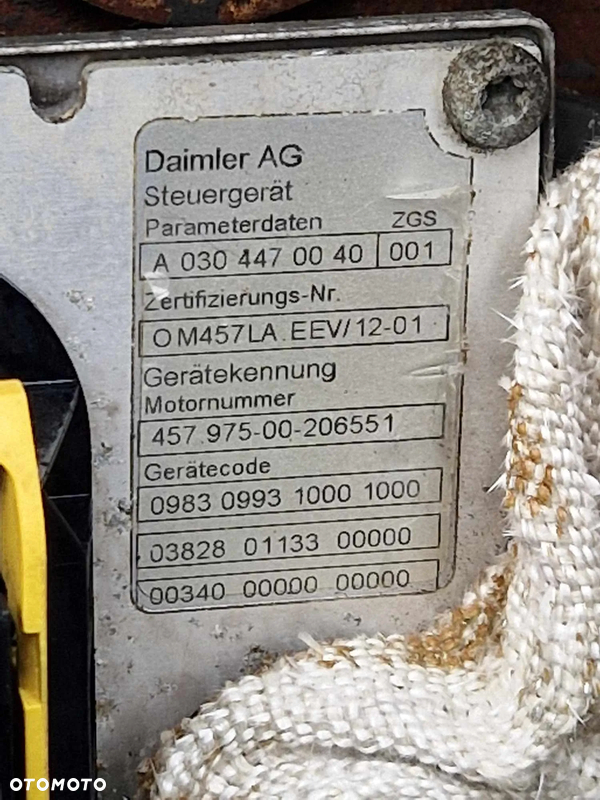 Daimler AG
Steuergerät
Parameterdaten ZGS
A 030 447 00 40 001
Zertifizierungs-Nr.
OM457LA.EEV/12-01
Gerätekennung
Motornummer
457.975-00-206551
Gerätecode
0983 0993 1000 1000
03828 01133 00000
00340 00000 00000
OTOMOTO